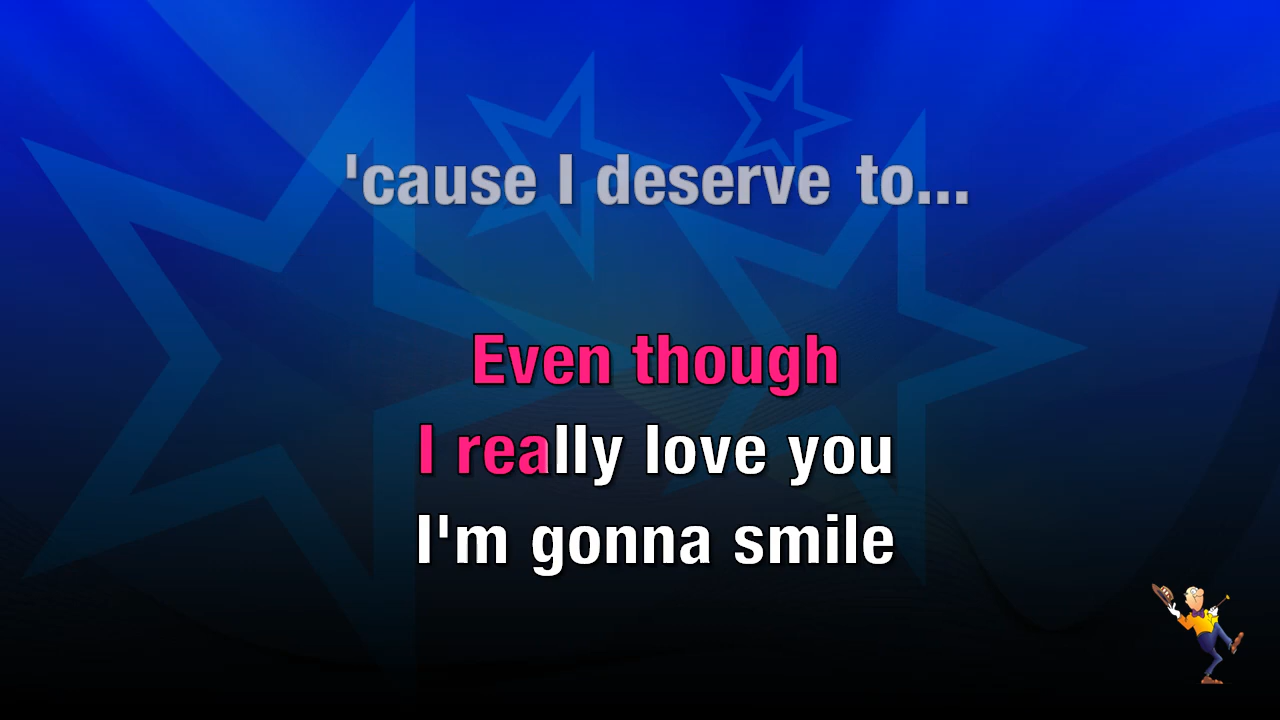 'cause I deserve to...
Even though
I really love you
I'm gonna smile